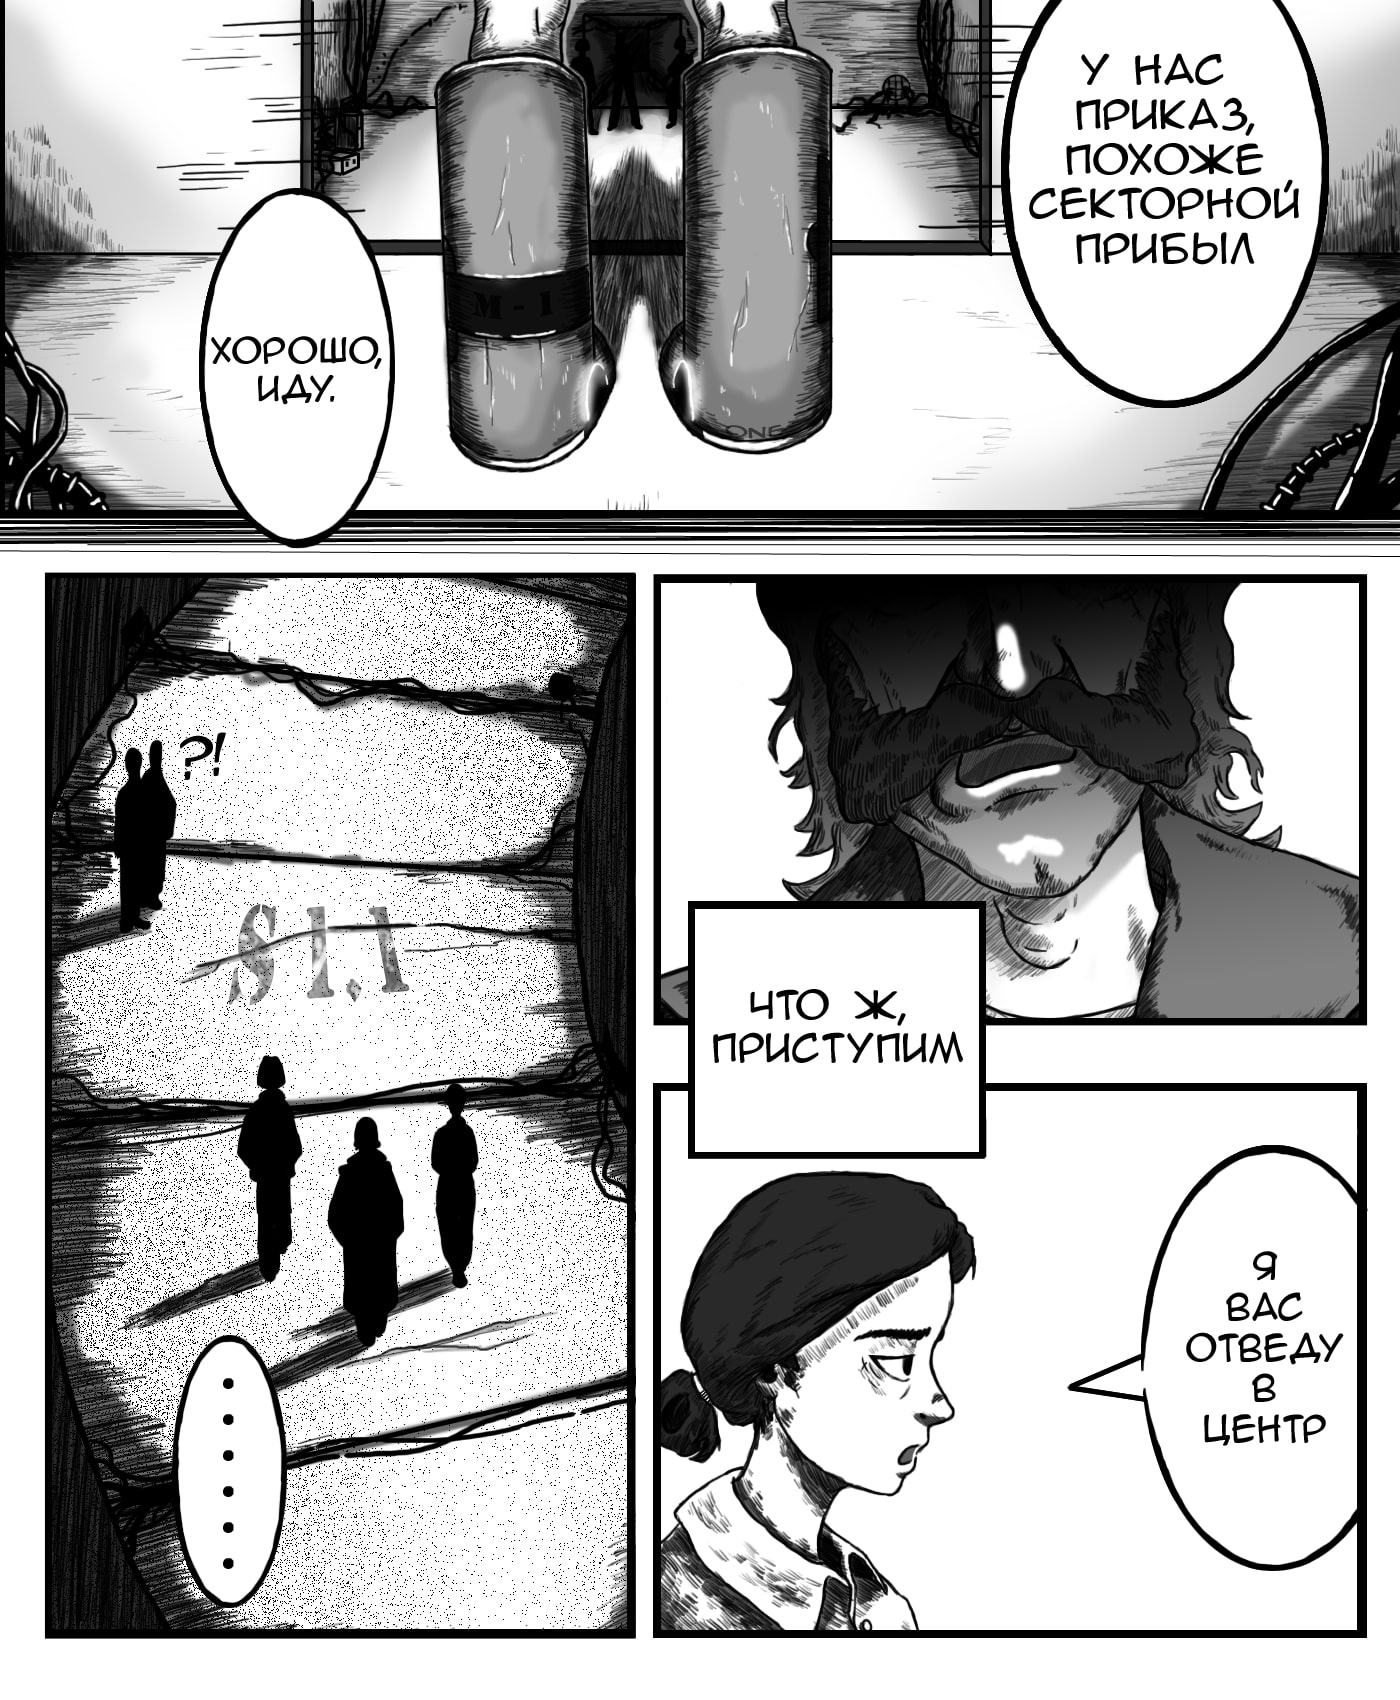 У НАС
ПРИКАЗ,
ПОХОЖЕ
СЕКТОРНОЙ
ПРИБЫЛ
M - 1
ONE
ХОРОШО,
ИДУ.
?!
S1.1
ЧТО Ж,
ПРИСТУПИМ
Я
ВАС
ОТВЕДУ
В
ЦЕНТР
.......